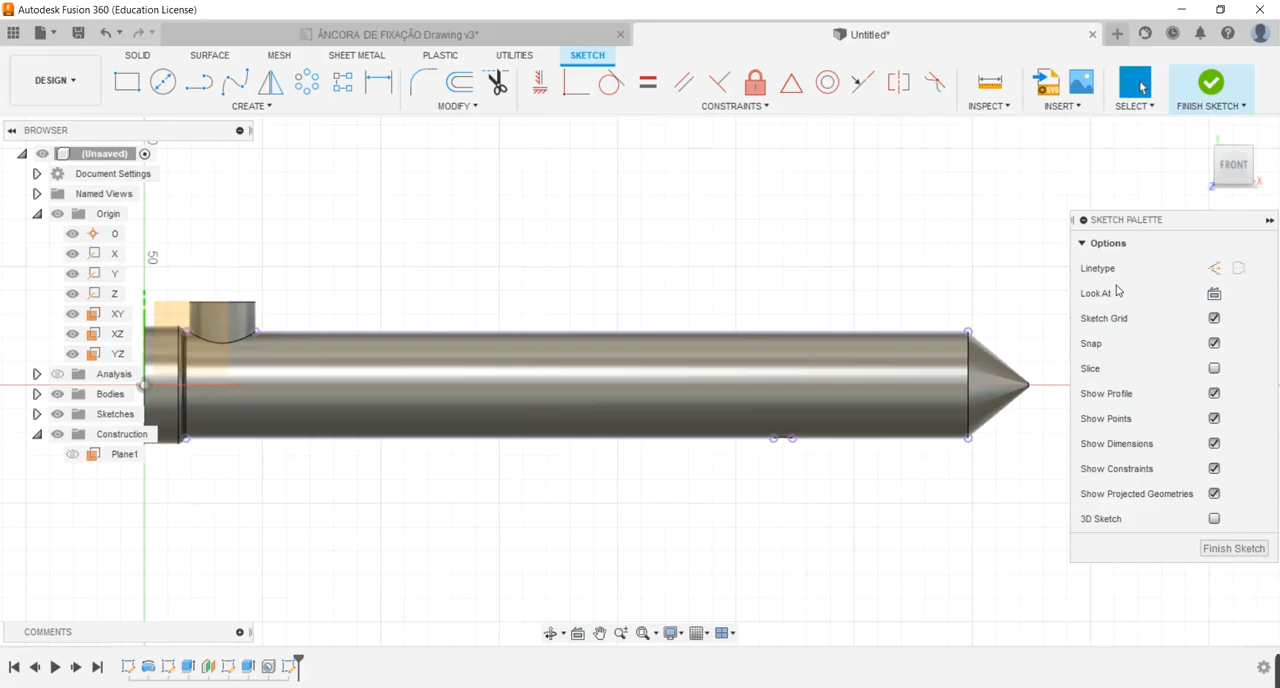 Autodesk Fusion 360 (Education License)
ÂNCORA DE FIXAÇÃO Drawing v3*
Untitled*
SOLID SURFACE MESH SHEET METAL PLASTIC UTILITIES SKETCH
DESIGN
CREATE MODIFY CONSTRAINTS INSPECT INSERT SELECT FINISH SKETCH
SVG
BROWSER
(Unsaved)
Document Settings
Named Views
Origin
O
X
Y
Z
XY
XZ
YZ
Analysis
Bodies
Sketches
Construction
Plane1
50
FRONT
Y
X
Z
SKETCH PALETTE
Options
Linetype
Look At
Sketch Grid
Snap
Slice
Show Profile
Show Points
Show Dimensions
Show Constraints
Show Projected Geometries
3D Sketch
Finish Sketch
COMMENTS